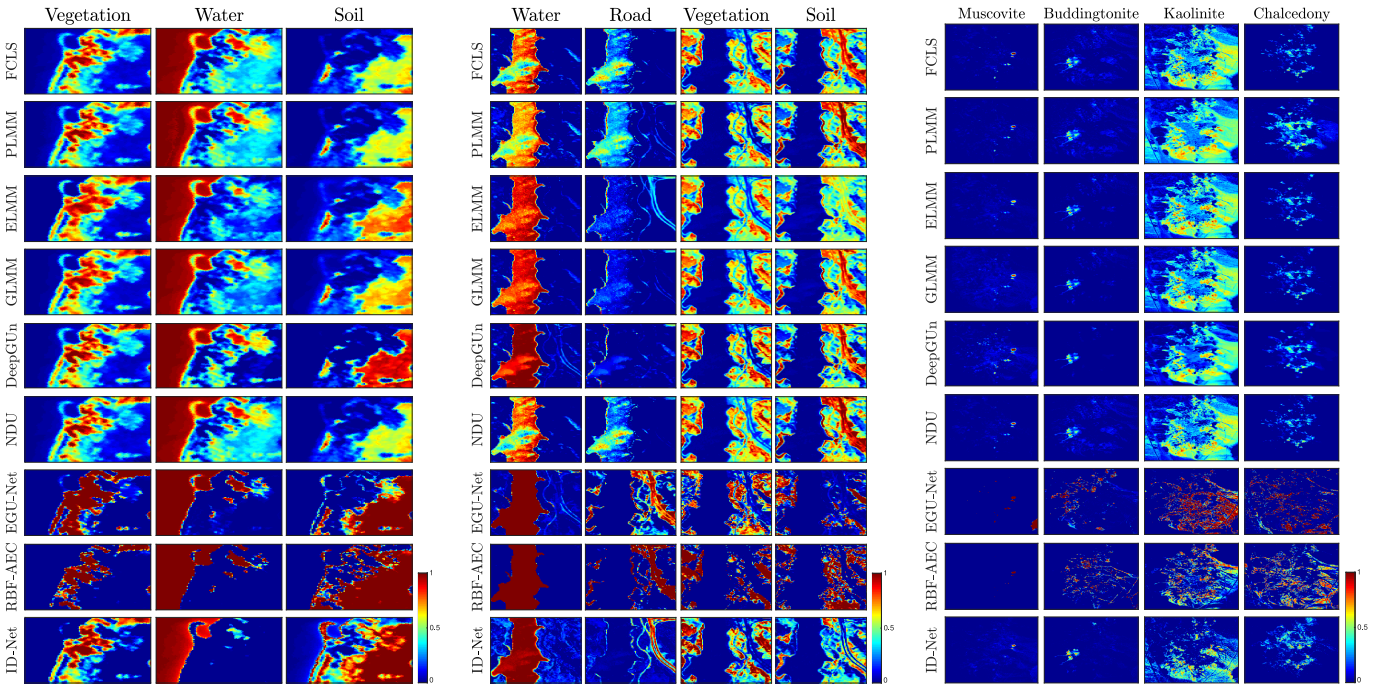 Vegetation Water Soil
FCLS
PLMM
ELMM
GLMM
DeepGUn
NDU
EGU-Net
RBF-AEC
ID-Net
1
0.5
0
Water Road Vegetation Soil
FCLS
PLMM
ELMM
GLMM
DeepGUn
NDU
EGU-Net
RBF-AEC
ID-Net
1
0.5
0
Muscovite Buddingtonite Kaolinite Chalcedony
FCLS
PLMM
ELMM
GLMM
DeepGUn
NDU
EGU-Net
RBF-AEC
ID-Net
1
0.5
0